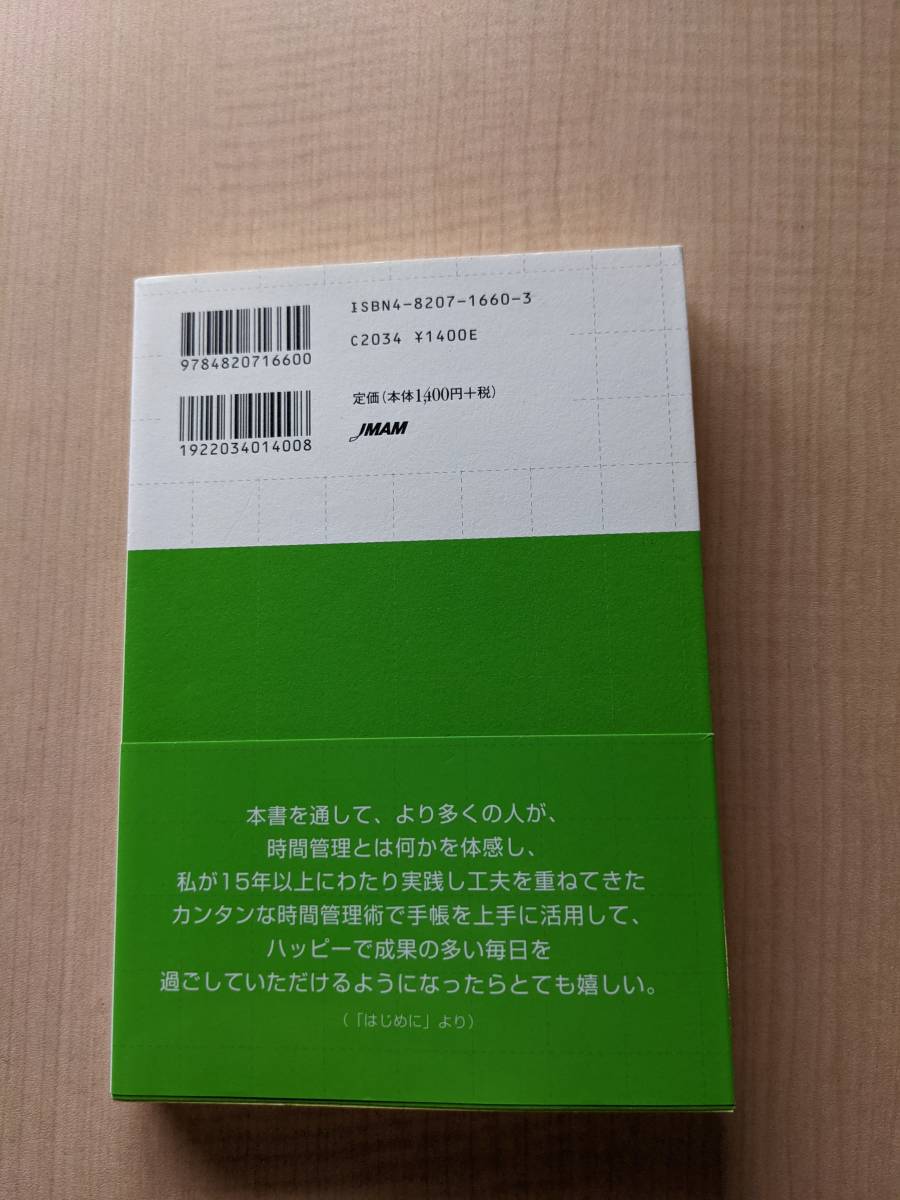 ISBN4-8207-1660-3
9784820716600
C2034 ¥1400E
定価(本体1,400円+税)
JMAM
1922034014008
本書を通して、より多くの人が、
時間管理とは何かを体感し、
私が15年以上にわたり実践し工夫を重ねてきた
カンタンな時間管理術で手帳を上手に活用して、
ハッピーで成果の多い毎日を
過ごしていただけるようになったらとても嬉しい。
(「はじめに」より)